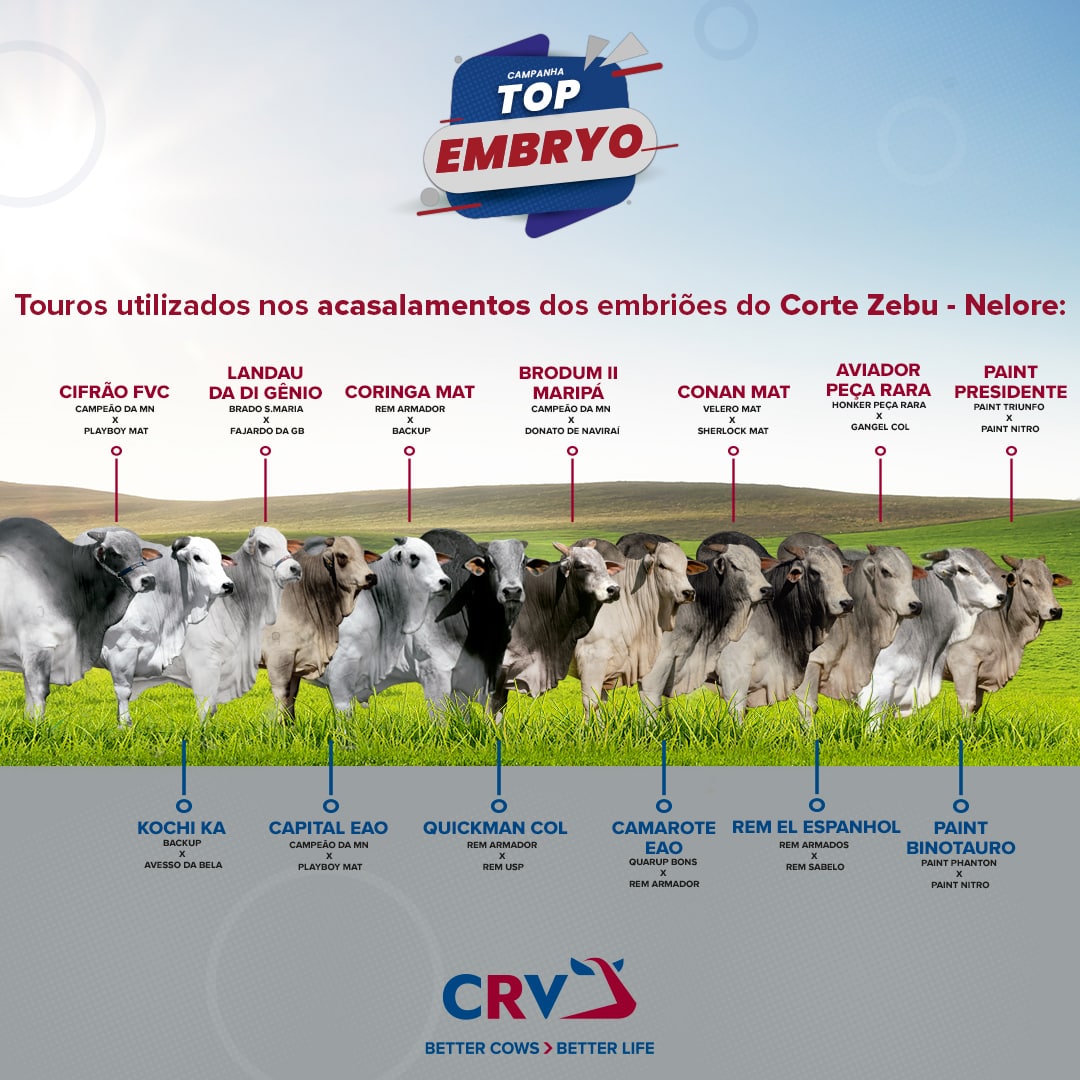 CAMPANHA
TOP
EMBRYO
Touros utilizados nos acasalamentos dos embriões do Corte Zebu - Nelore:
CIFRÃO FVC
CAMPEÃO DA MN
X
PLAYBOY MAT
LANDAU
DA DI GÊNIO
BRADO S.MARIA
X
FAJARDO DA GB
CORINGA MAT
REM ARMADOR
X
BACKUP
BRODUM II
MARIPÁ
CAMPEÃO DA MN
X
DONATO DE NAVIRAÍ
CONAN MAT
VELERO MAT
X
SHERLOCK MAT
AVIADOR
PEÇA RARA
HONKER PEÇA RARA
X
GANGEL COL
PAINT
PRESIDENTE
PAINT TRIUNFO
X
PAINT NITRO
KOCHI KA
BACKUP
X
AVESSO DA BELA
CAPITAL EAO
CAMPEÃO DA MN
X
PLAYBOY MAT
QUICKMAN COL
REM ARMADOR
X
REM USP
CAMAROTE
EAO
QUARUP BONS
X
REM ARMADOR
REM EL ESPANHOL
REM ARMADOS
X
REM SABELO
PAINT
BINOTAURO
PAINT PHANTON
X
PAINT NITRO
CRV
BETTER COWS > BETTER LIFE